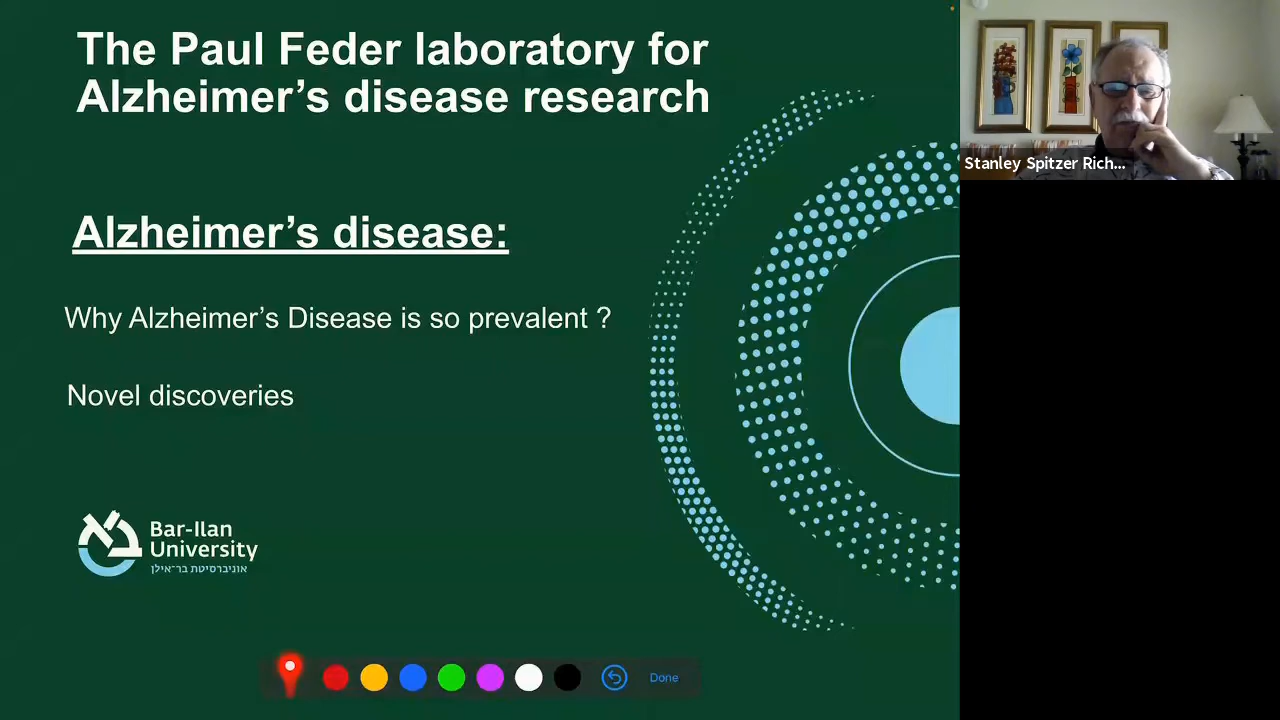 The Paul Feder laboratory for
Alzheimer’s disease research
Alzheimer’s disease:
Why Alzheimer’s Disease is so prevalent ?
Novel discoveries
Bar-Ilan
University
אוניברסיטת בר־אילן
Done
Stanley Spitzer Rich...